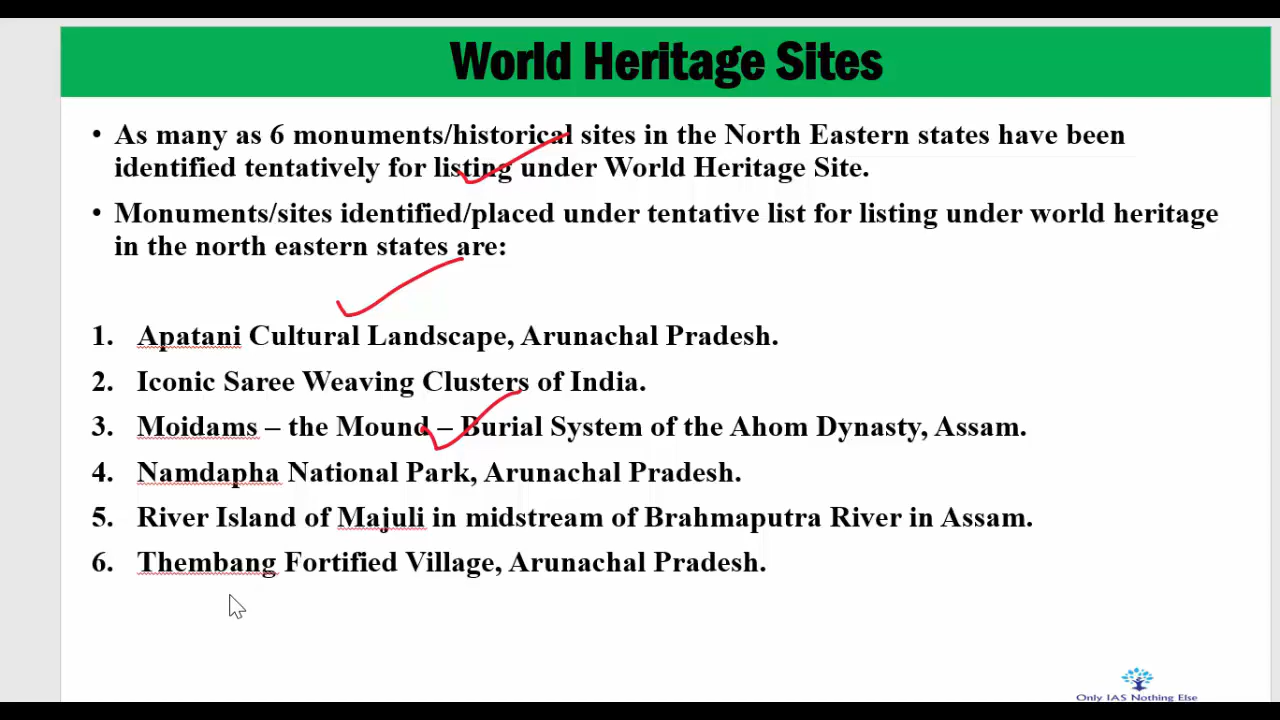 World Heritage Sites
• As many as 6 monuments/historical sites in the North Eastern states have been
identified tentatively for listing under World Heritage Site.
• Monuments/sites identified/placed under tentative list for listing under world heritage
in the north eastern states are:
1. Apatani Cultural Landscape, Arunachal Pradesh.
2. Iconic Saree Weaving Clusters of India.
3. Moidams – the Mound – Burial System of the Ahom Dynasty, Assam.
4. Namdapha National Park, Arunachal Pradesh.
5. River Island of Majuli in midstream of Brahmaputra River in Assam.
6. Thembang Fortified Village, Arunachal Pradesh.
Only IAS Nothing Else